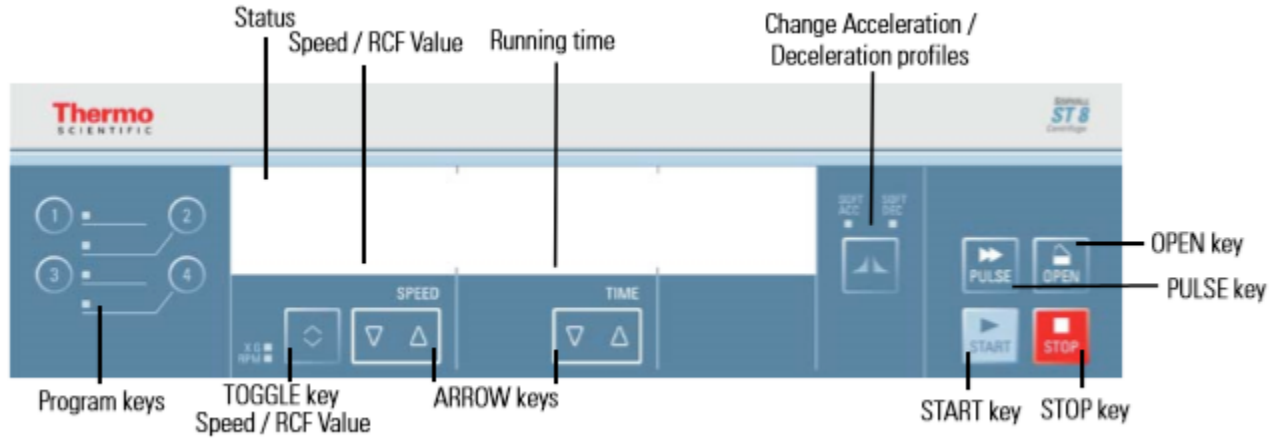 Status
Speed / RCF Value
Running time
Change Acceleration /
Deceleration profiles
Thermo
SCIENTIFIC
ST 8
Centrifuge
1
2
3
4
SOFT
ACC
SOFT
DEC
SPEED
TIME
X G
RPM
PULSE
OPEN
START
STOP
OPEN key
PULSE key
Program keys
TOGGLE key
Speed / RCF Value
ARROW keys
START key
STOP key